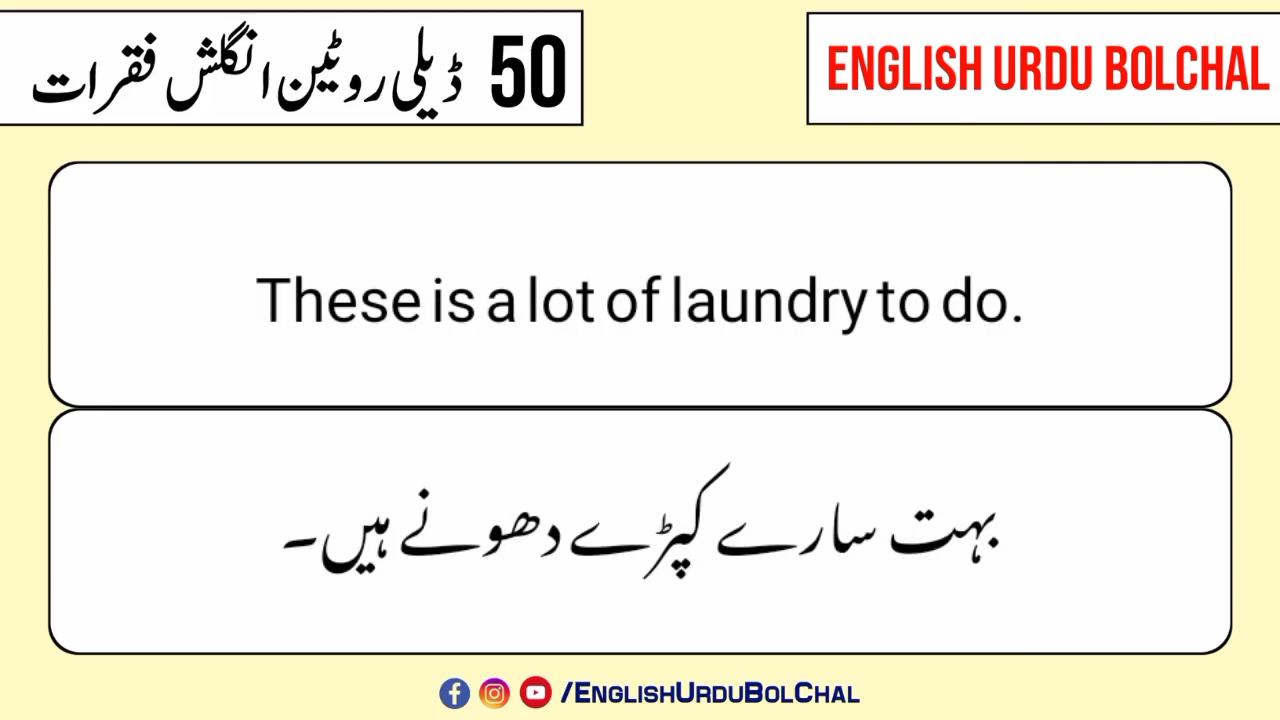 50 ڈیلی روٹین انگلش فقرات
ENGLISH URDU BOLCHAL
These is a lot of laundry to do.
بہت سارے کپڑے دھونے ہیں۔
/ENGLISHURDUBOLCHAL